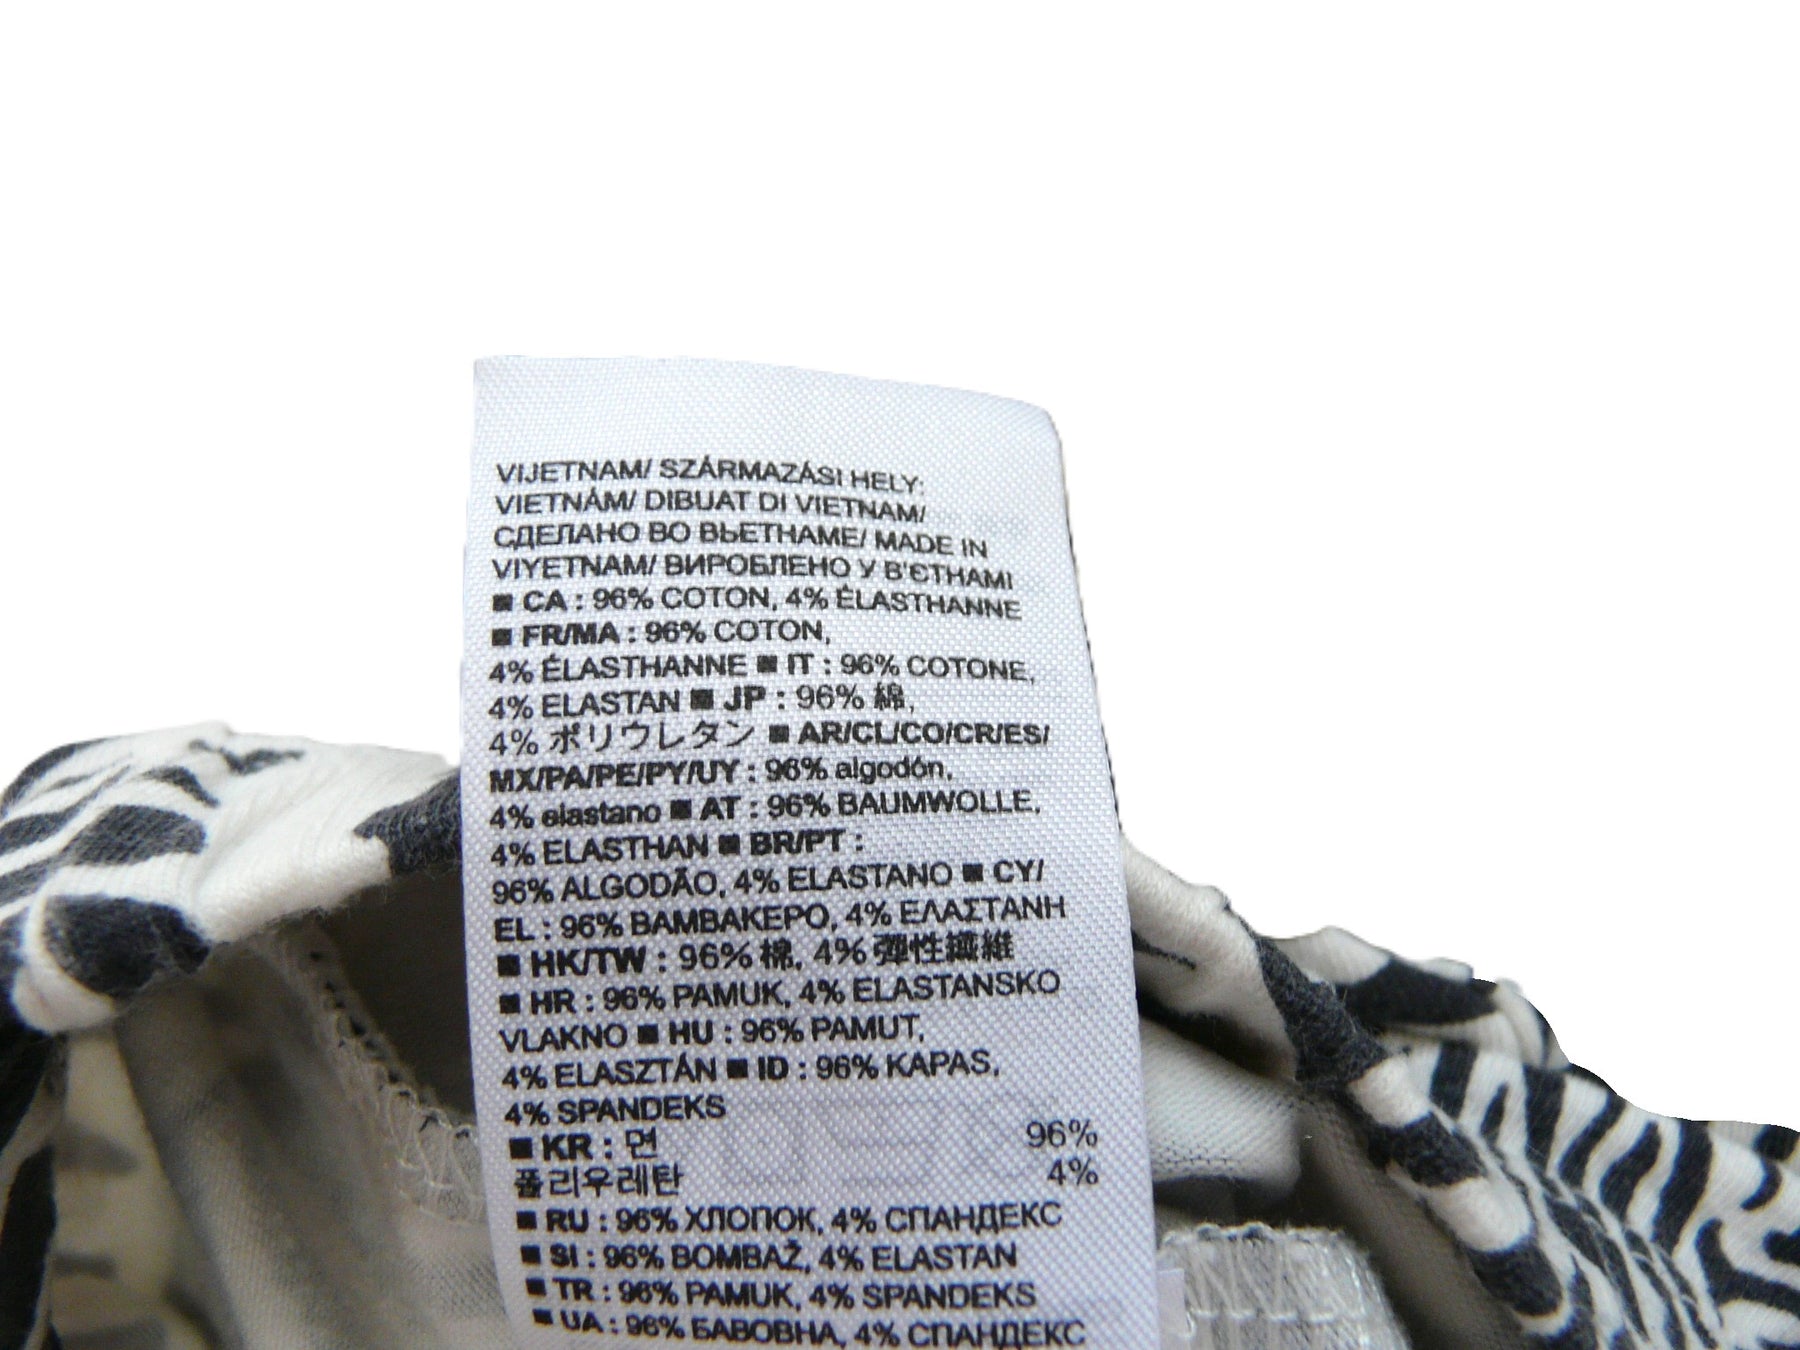 VIJETNAM/ SZÁRMAZÁSI HELY:
VIETNÁM/ DIBUAT DI VIETNAM/
СДЕЛАНО ВО ВЬЕТНАМЕ/ MADE IN
VIYETNAM/ ВИРОБЛЕНО У В'ЄТНАМІ
■ CA : 96% COTON, 4% ÉLASTHANNE
■ FR/MA : 96% COTON,
4% ÉLASTHANNE ■ IT : 96% COTONE,
4% ELASTAN ■ JP : 96% 綿,
4% ポリウレタン ■ AR/CL/CO/CR/ES/
MX/PA/PE/PY/UY : 96% algodón,
4% elastano ■ AT : 96% BAUMWOLLE,
4% ELASTHAN ■ BR/PT :
96% ALGODÃO, 4% ELASTANO ■ CY/
EL : 96% ΒΑΜΒΑΚΕΡΟ, 4% ΕΛΑΣΤΑΝΗ
■ HK/TW : 96% 棉, 4% 彈性纖維
■ HR : 96% PAMUK, 4% ELASTANSKO
VLAKNO ■ HU : 96% PAMUT,
4% ELASZTÁN ■ ID : 96% KAPAS,
4% SPANDEKS
■ KR : 면 96%
폴리우레탄 4%
■ RU : 96% ХЛОПОК, 4% СПАНДЕКС
■ SI : 96% BOMBAŽ, 4% ELASTAN
■ TR : 96% PAMUK, 4% SPANDEKS
■ UA : 96% БАВОВНА, 4% СПАНДЕКС